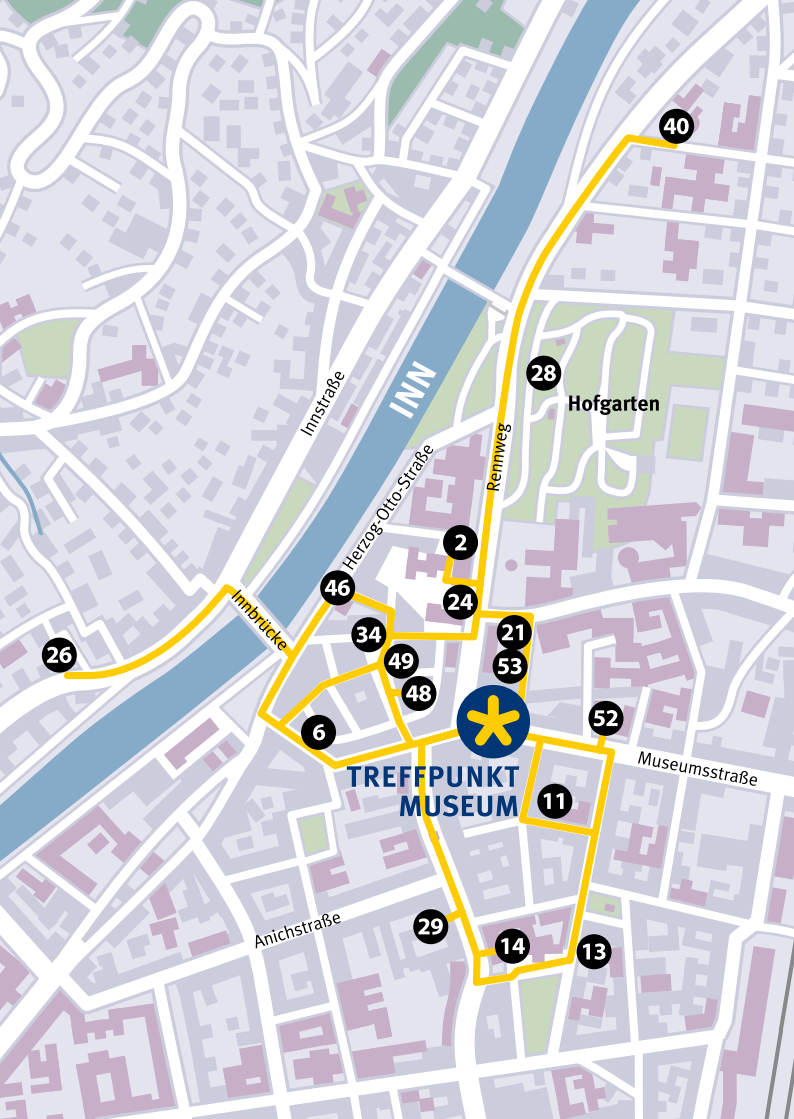 40
Innstraße
INN
28
Hofgarten
Rennweg
Herzog-Otto-Straße
2
46
24
Innbrücke
34
21
26
49
53
48
6
52
TREFFPUNKT
MUSEUM
Museumsstraße
11
Anichstraße
29
14
13